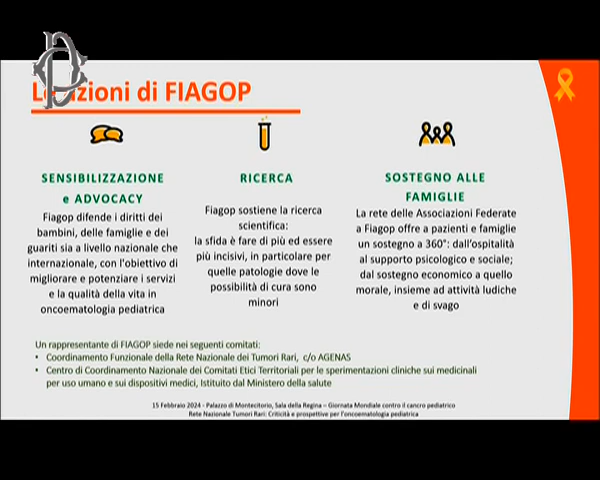 Le azioni di FIAGOP
SENSIBILIZZAZIONE
e ADVOCACY
Fiagop difende i diritti dei
bambini, delle famiglie e dei
guariti sia a livello nazionale che
internazionale, con l'obiettivo di
migliorare e potenziare i servizi
e la qualità della vita in
oncoematologia pediatrica
RICERCA
Fiagop sostiene la ricerca
scientifica:
la sfida è fare di più ed essere
più incisivi, in particolare per
quelle patologie dove le
possibilità di cura sono
minori
SOSTEGNO ALLE
FAMIGLIE
La rete delle Associazioni Federate
a Fiagop offre a pazienti e famiglie
un sostegno a 360°: dall'ospitalità
al supporto psicologico e sociale;
dal sostegno economico a quello
morale, insieme ad attività ludiche
e di svago
Un rappresentante di FIAGOP siede nei seguenti comitati:
• Coordinamento Funzionale della Rete Nazionale dei Tumori Rari, c/o AGENAS
• Centro di Coordinamento Nazionale dei Comitati Etici Territoriali per le sperimentazioni cliniche sui medicinali
per uso umano e sui dispositivi medici, Istituito dal Ministero della salute
15 Febbraio 2024 - Palazzo di Montecitorio, Sala della Regina – Giornata Mondiale contro il cancro pediatrico
Rete Nazionale Tumori Rari: Criticità e prospettive per l'oncoematologia pediatrica